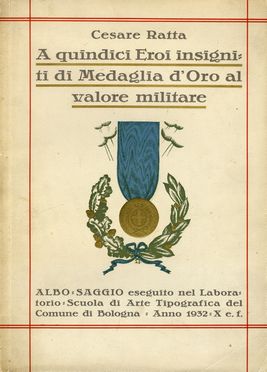 Cesare Ratta
A quindici Eroi insigni=
ti di Medaglia d'Oro al
valore militare
ALBO=SAGGIO eseguito nel Labora=
torio=Scuola di Arte Tipografica del
Comune di Bologna = Anno 1932=X e. f.